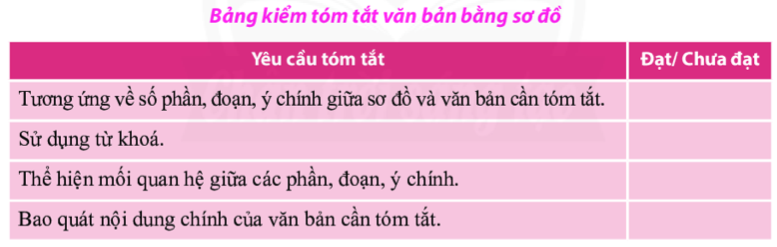 Bảng kiểm tóm tắt văn bản bằng sơ đồ
Yêu cầu tóm tắt Đạt/ Chưa đạt
Tương ứng về số phần, đoạn, ý chính giữa sơ đồ và văn bản cần tóm tắt.
Sử dụng từ khoá.
Thể hiện mối quan hệ giữa các phần, đoạn, ý chính.
Bao quát nội dung chính của văn bản cần tóm tắt.